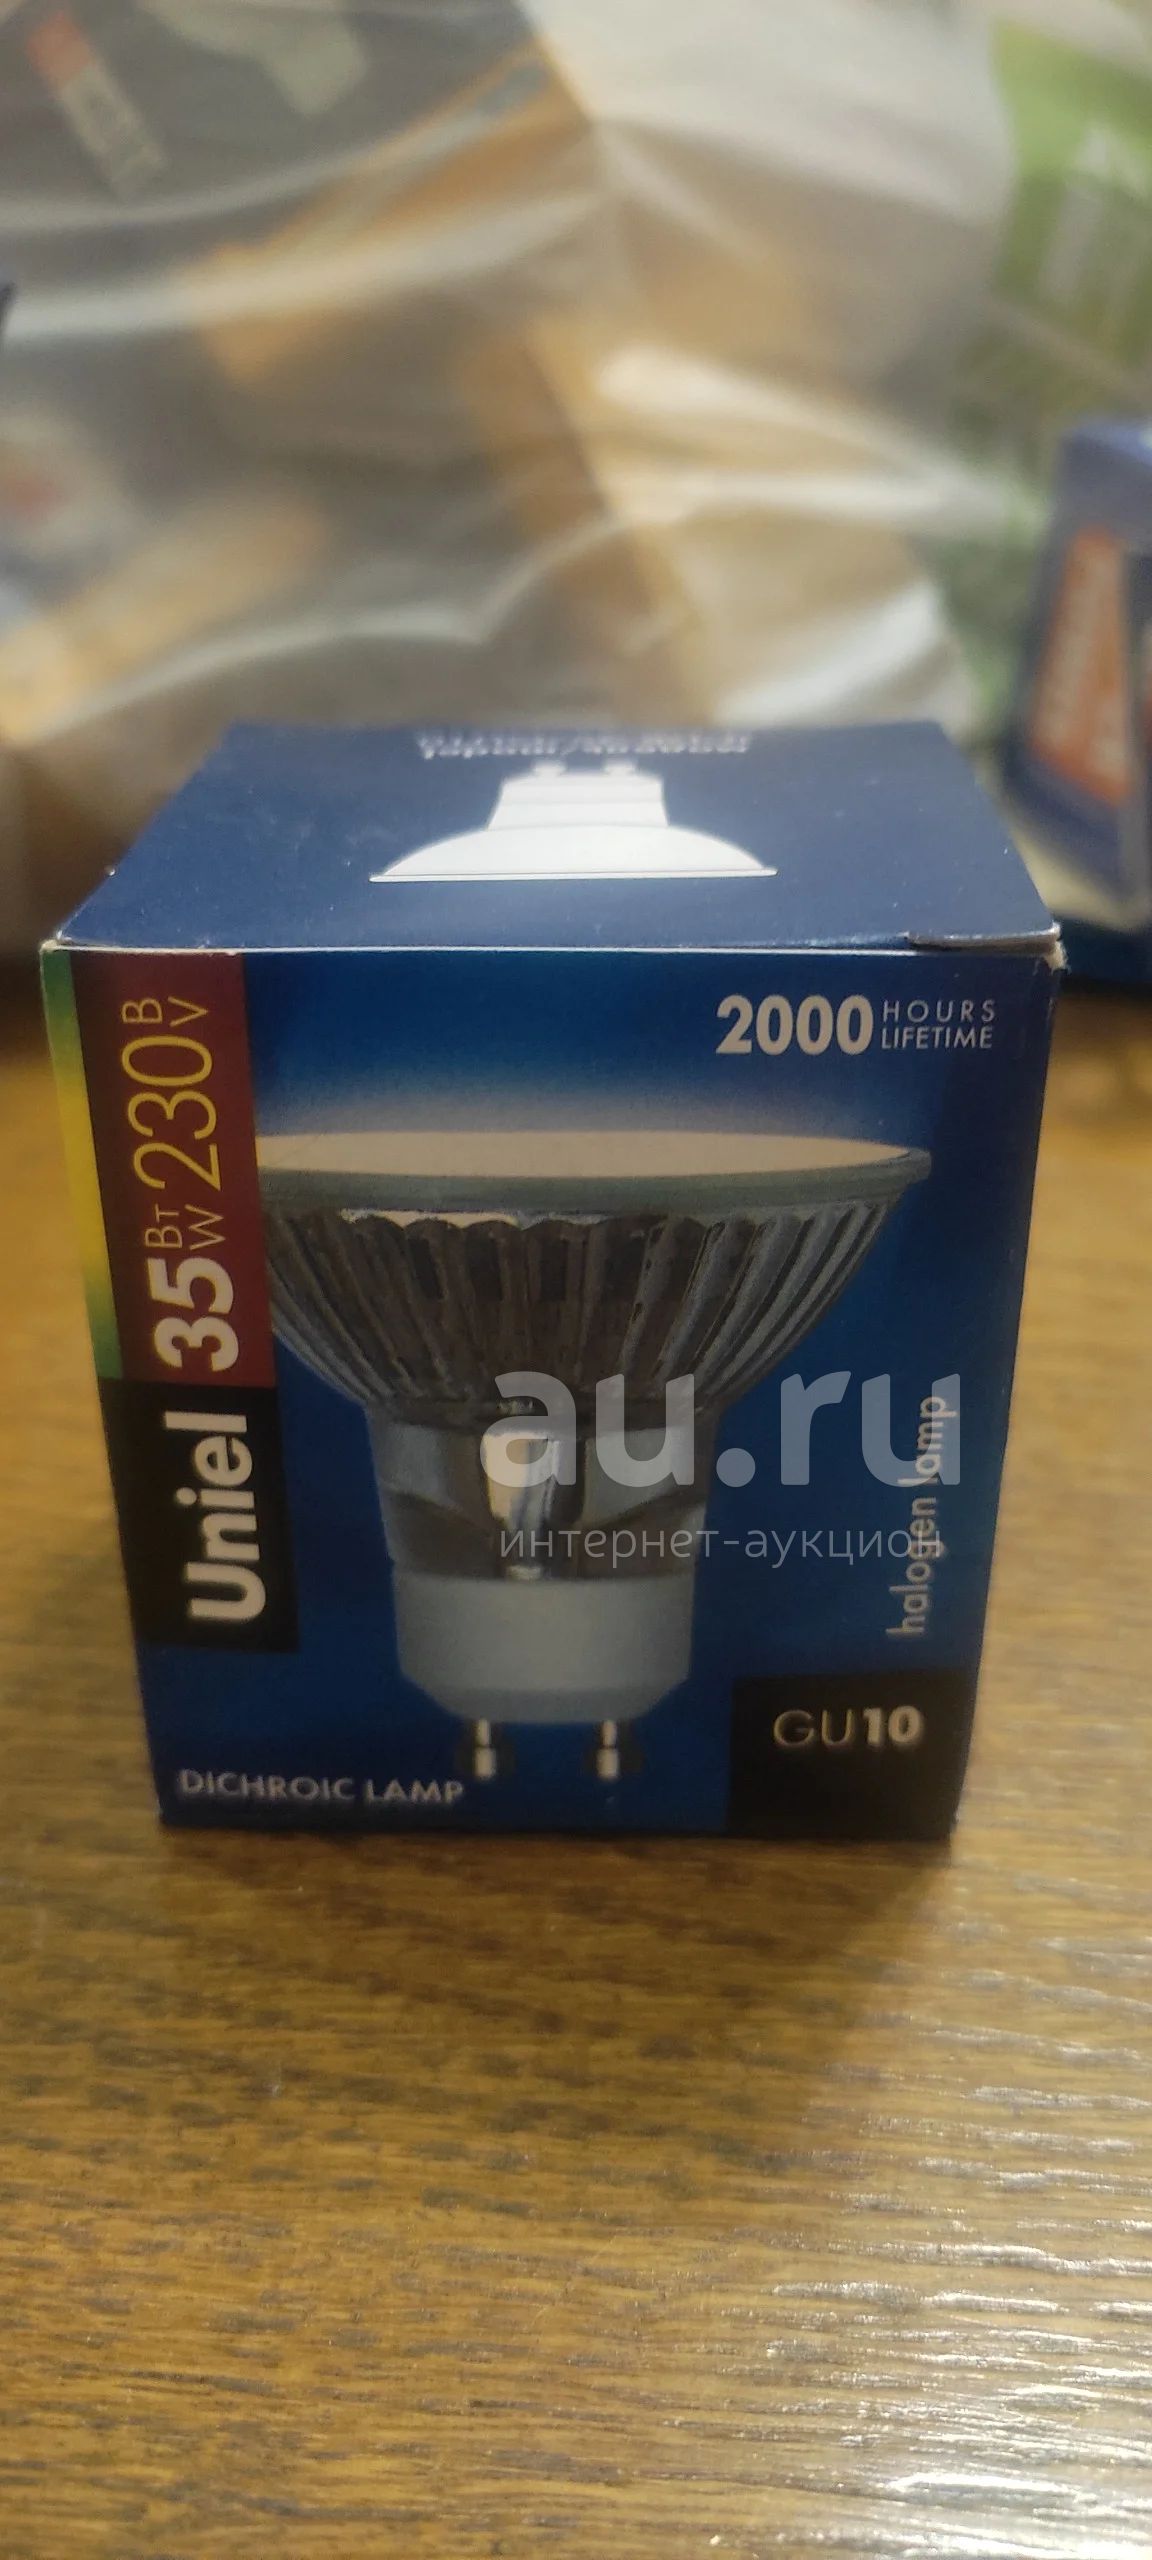 2000 HOURS
LIFETIME
35 Вт W 230 В V
Uniel
halogen lamp
GU10
DICHROIC LAMP
au.ru
интернет-аукцион